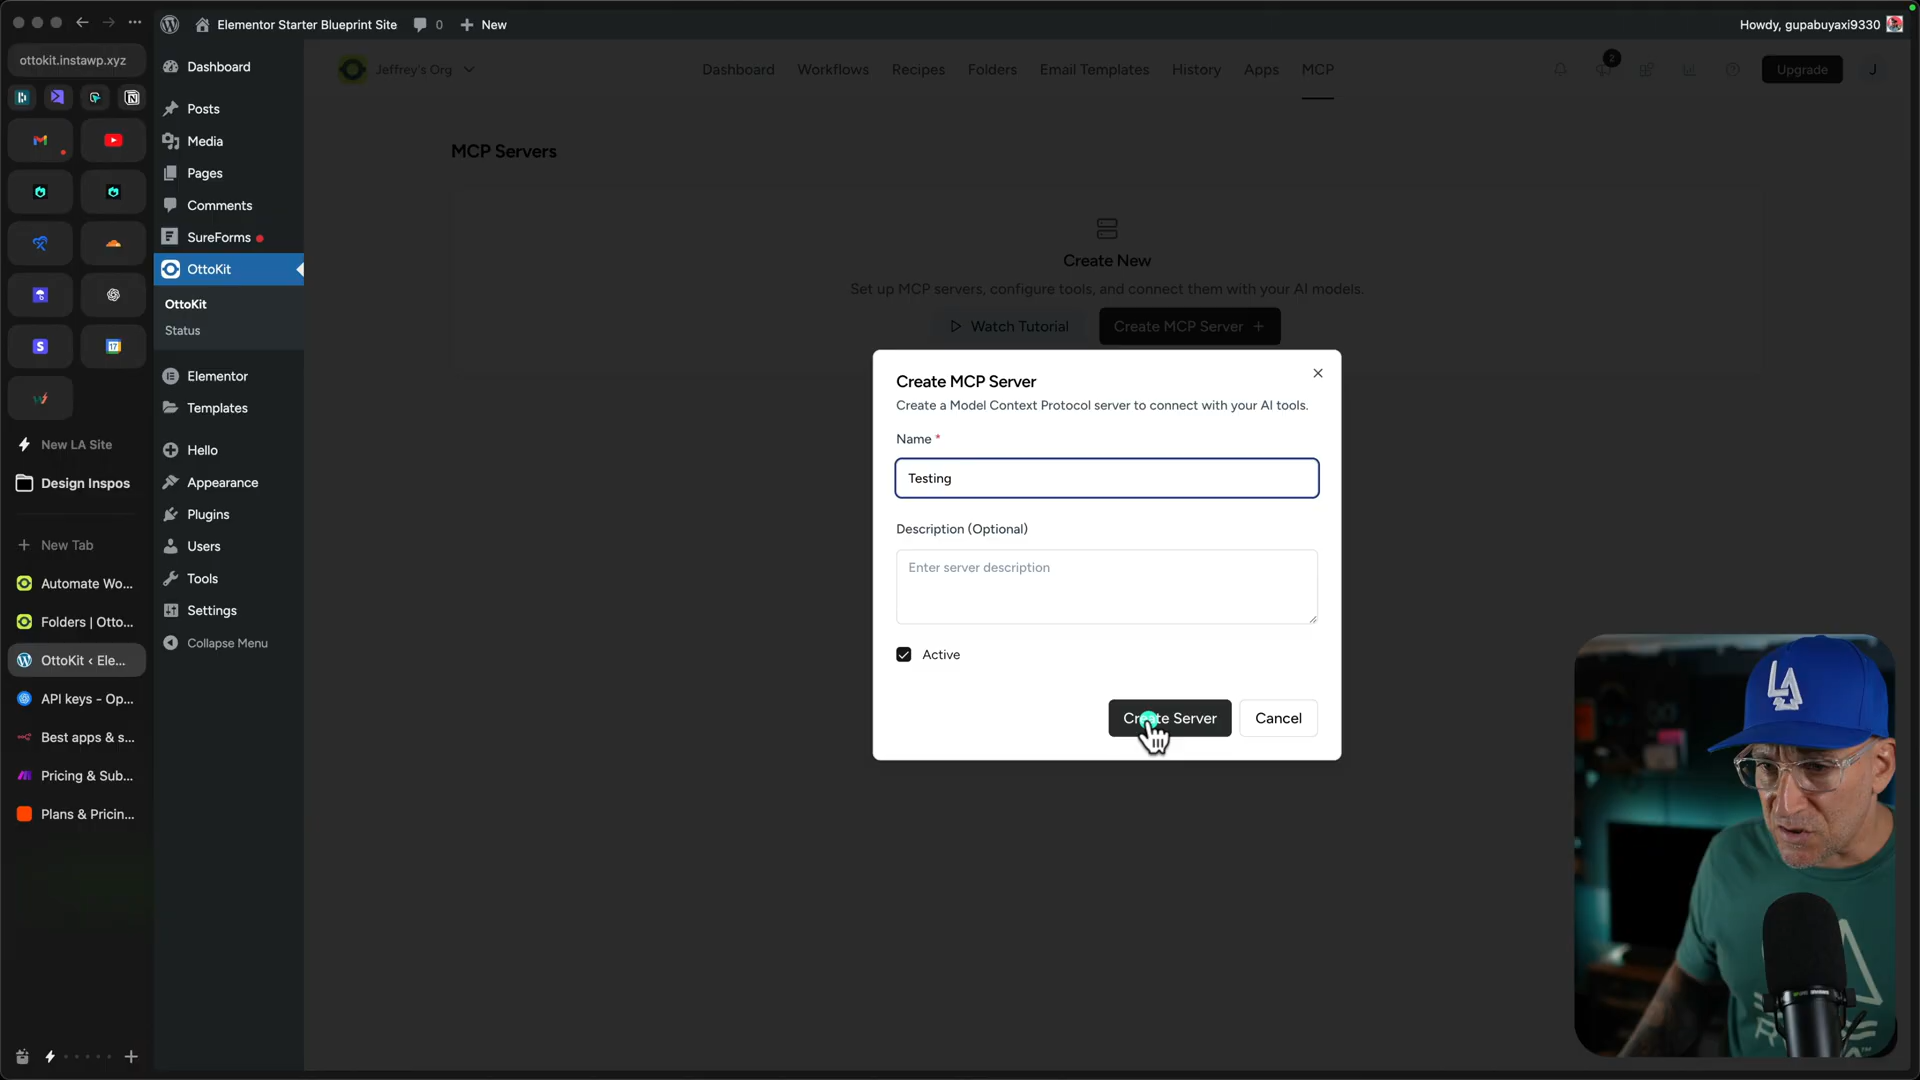 Elementor Starter Blueprint Site
0
New
Howdy, gupabuyaxi9330
ottokit.instawp.xyz
17
New LA Site
Design Inspos
New Tab
Automate Wo...
Folders | Otto...
OttoKit ‹ Ele...
API keys - Op...
Best apps & s...
Pricing & Sub...
Plans & Pricin...
Dashboard
Posts
Media
Pages
Comments
SureForms
OttoKit
OttoKit
Status
Elementor
Templates
Hello
Appearance
Plugins
Users
Tools
Settings
Collapse Menu
Jeffrey's Org
Dashboard
Workflows
Recipes
Folders
Email Templates
History
Apps
MCP
2
Upgrade
J
MCP Servers
Create New
Set up MCP servers, configure tools, and connect them with your AI models.
Watch Tutorial
Create MCP Server +
Create MCP Server
Create a Model Context Protocol server to connect with your AI tools.
Name *
Testing
Description (Optional)
Enter server description
Active
Create Server
Cancel
LA